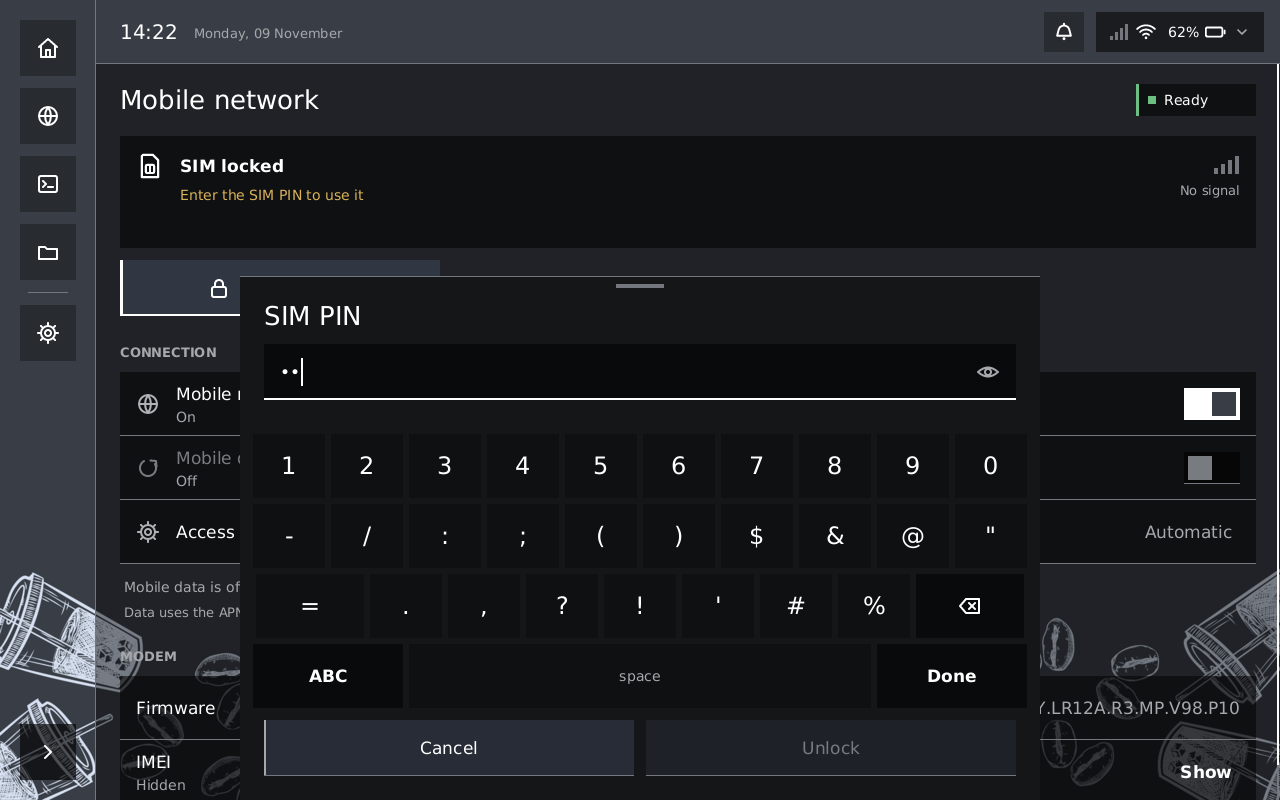 14:22 Monday, 09 November
62%
Mobile network
Ready
SIM locked
Enter the SIM PIN to use it
No signal
SIM PIN
••
CONNECTION
Mobile
On
Mobile
Off
Access
Automatic
Mobile data is of
Data uses the APN
MODEM
Firmware
Y.LR12A.R3.MP.V98.P10
IMEI
Hidden
Show
1 2 3 4 5 6 7 8 9 0
- / : ; ( ) $ & @ "
= . , ? ! ' # %
ABC space Done
Cancel Unlock